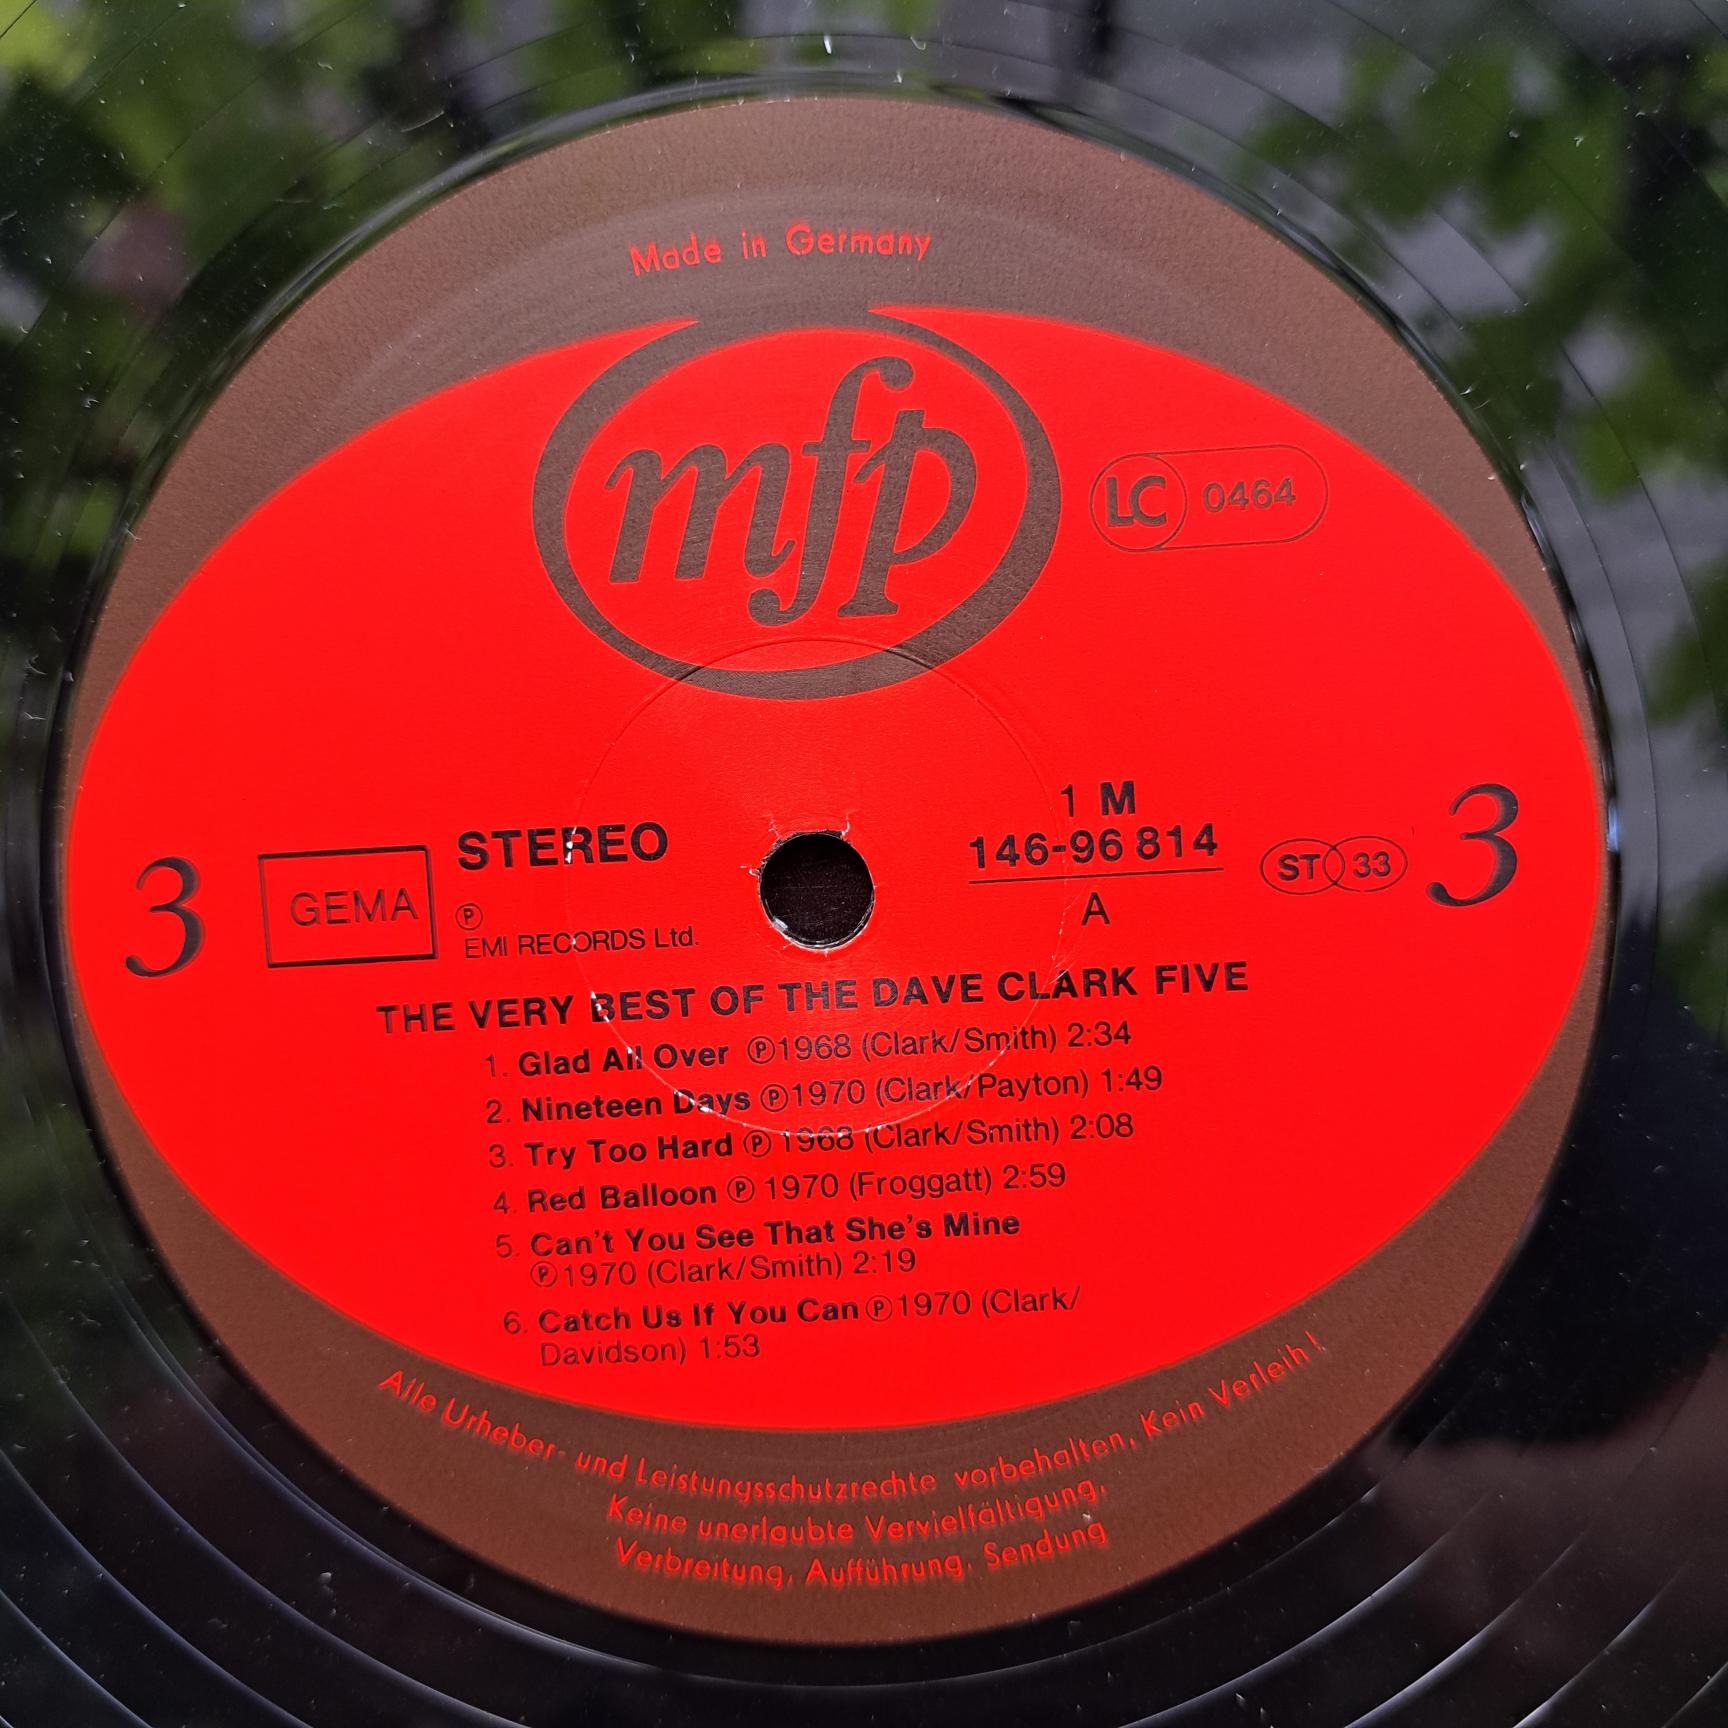 Made in Germany
mfp
LC 0464
1 M
STEREO
146-96 814
ST 33
3
3
GEMA
℗
A
EMI RECORDS Ltd.
THE VERY BEST OF THE DAVE CLARK FIVE
1. Glad All Over ℗1968 (Clark/Smith) 2:34
2. Nineteen Days ℗1970 (Clark/Payton) 1:49
3. Try Too Hard ℗ 1968 (Clark/Smith) 2:08
4. Red Balloon ℗ 1970 (Froggatt) 2:59
5. Can't You See That She's Mine
℗1970 (Clark/Smith) 2:19
6. Catch Us If You Can ℗1970 (Clark/
Davidson) 1:53
Alle Urheber- und Leistungsschutzrechte vorbehalten, Kein Verleih!
Keine unerlaubte Vervielfältigung,
Verbreitung, Aufführung, Sendung